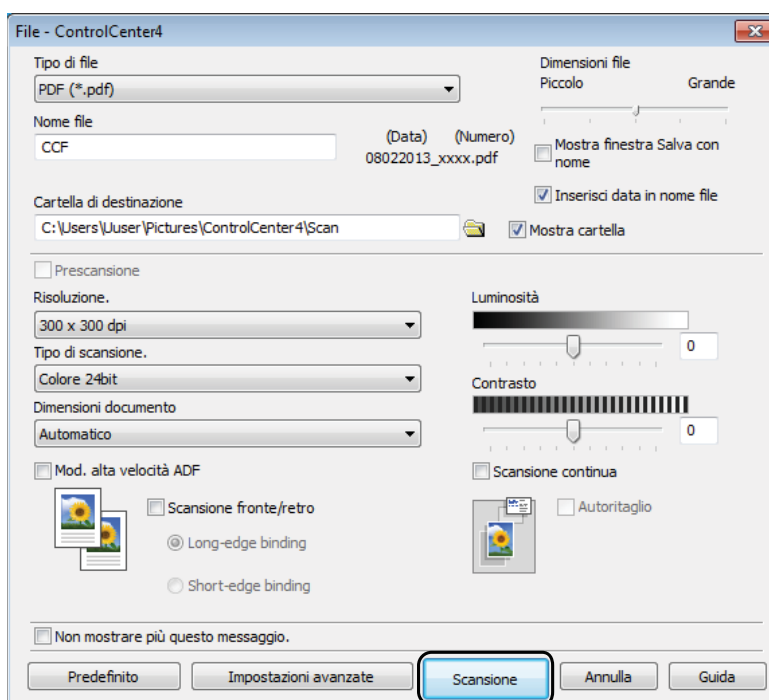 File - ControlCenter4
Tipo di file
PDF (*.pdf)
Dimensioni file
Piccolo Grande
Nome file
CCF
(Data) (Numero)
08022013_xxxx.pdf
Mostra finestra Salva con
nome
Inserisci data in nome file
Cartella di destinazione
C:\Users\Uuser\Pictures\ControlCenter4\Scan
Mostra cartella
Prescansione
Risoluzione.
300 x 300 dpi
Tipo di scansione.
Colore 24bit
Dimensioni documento
Automatico
Luminosità
0
Contrasto
0
Mod. alta velocità ADF
Scansione fronte/retro
Long-edge binding
Short-edge binding
Scansione continua
Autoritaglio
Non mostrare più questo messaggio.
Predefinito Impostazioni avanzate Scansione Annulla Guida